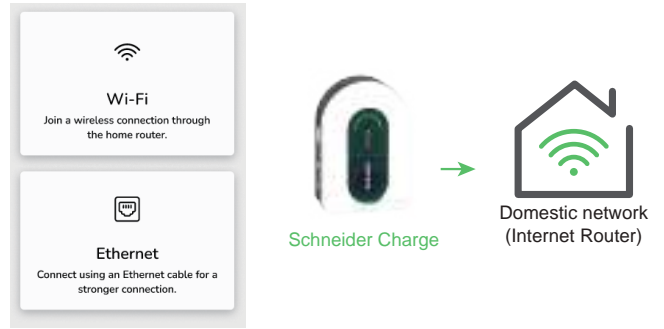 Wi-Fi
Join a wireless connection through
the home router.
Ethernet
Connect using an Ethernet cable for a
stronger connection.
Schneider Charge
Domestic network
(Internet Router)